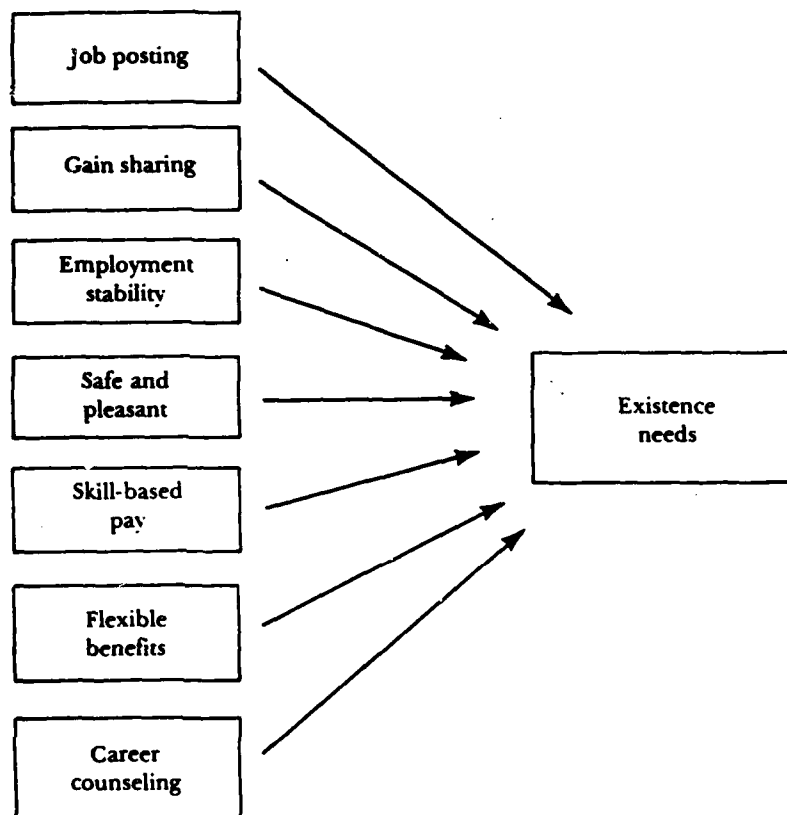 Job posting
Gain sharing
Employment
stability
Safe and
pleasant
Skill-based
pay
Flexible
benefits
Career
counseling
Existence
needs